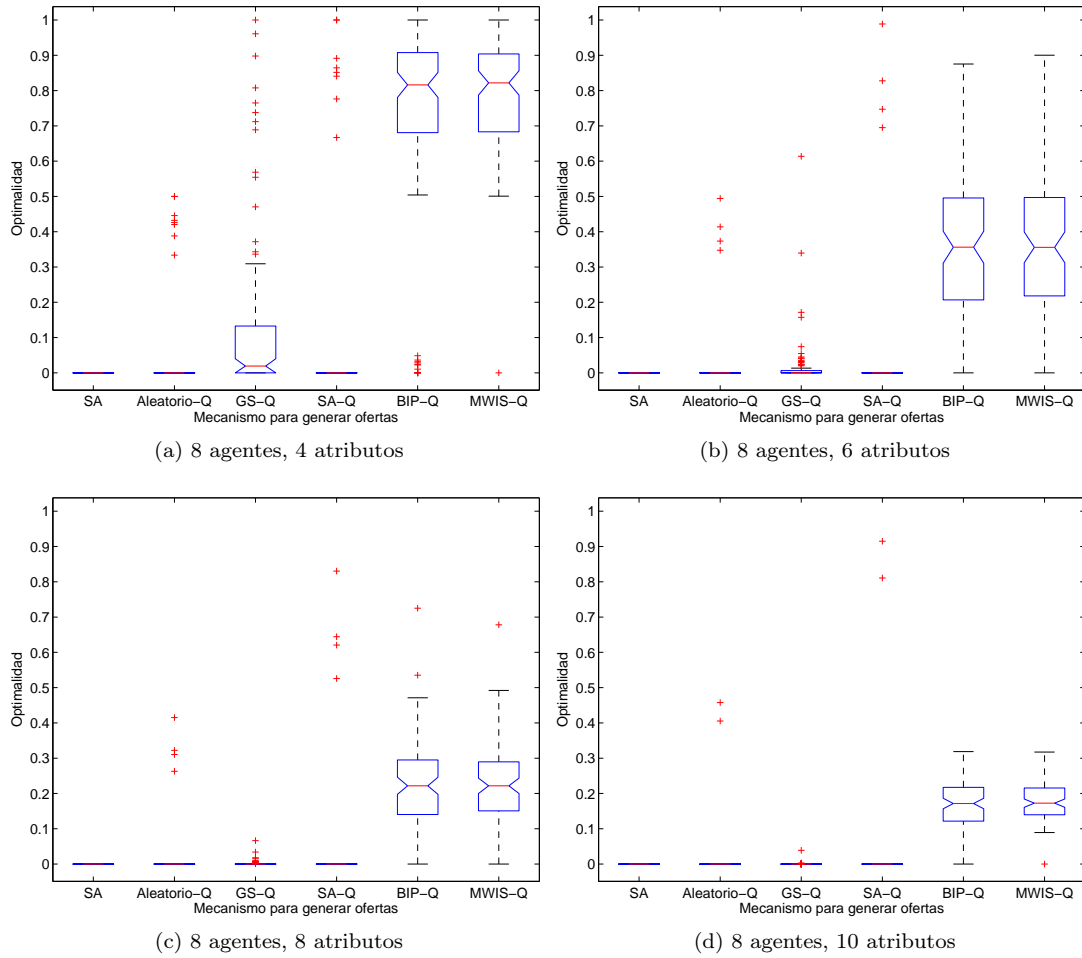 1
0.9
0.8
0.7
0.6
0.5
0.4
0.3
0.2
0.1
0
Optimalidad
SA Aleatorio−Q GS−Q SA−Q BIP−Q MWIS−Q
Mecanismo para generar ofertas
(a) 8 agentes, 4 atributos
1
0.9
0.8
0.7
0.6
0.5
0.4
0.3
0.2
0.1
0
Optimalidad
SA Aleatorio−Q GS−Q SA−Q BIP−Q MWIS−Q
Mecanismo para generar ofertas
(b) 8 agentes, 6 atributos
1
0.9
0.8
0.7
0.6
0.5
0.4
0.3
0.2
0.1
0
Optimalidad
SA Aleatorio−Q GS−Q SA−Q BIP−Q MWIS−Q
Mecanismo para generar ofertas
(c) 8 agentes, 8 atributos
1
0.9
0.8
0.7
0.6
0.5
0.4
0.3
0.2
0.1
0
Optimalidad
SA Aleatorio−Q GS−Q SA−Q BIP−Q MWIS−Q
Mecanismo para generar ofertas
(d) 8 agentes, 10 atributos